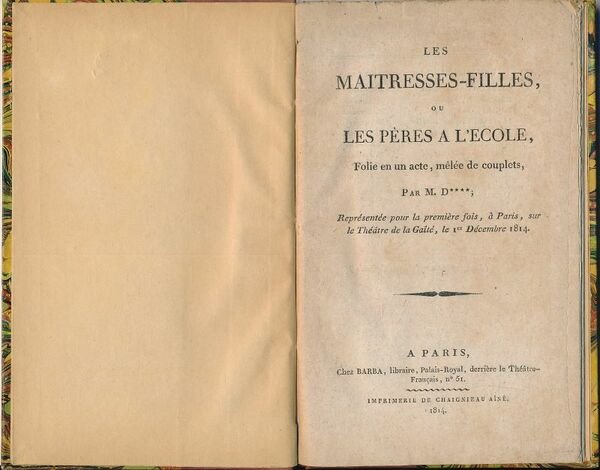 LES
MAITRESSES-FILLES,
OU
LES PÈRES A L'ECOLE,
Folie en un acte, mêlée de couplets,
PAR M. D****;
Représentée pour la première fois, à Paris, sur
le Théâtre de la Gaîté, le 1er Décembre 1814.
A PARIS,
Chez BARBA, libraire, Palais-Royal, derrière le Théâtre-
Français, n° 51.
IMPRIMERIE DE CHAIGNIEAU AÎNÉ.
1814.